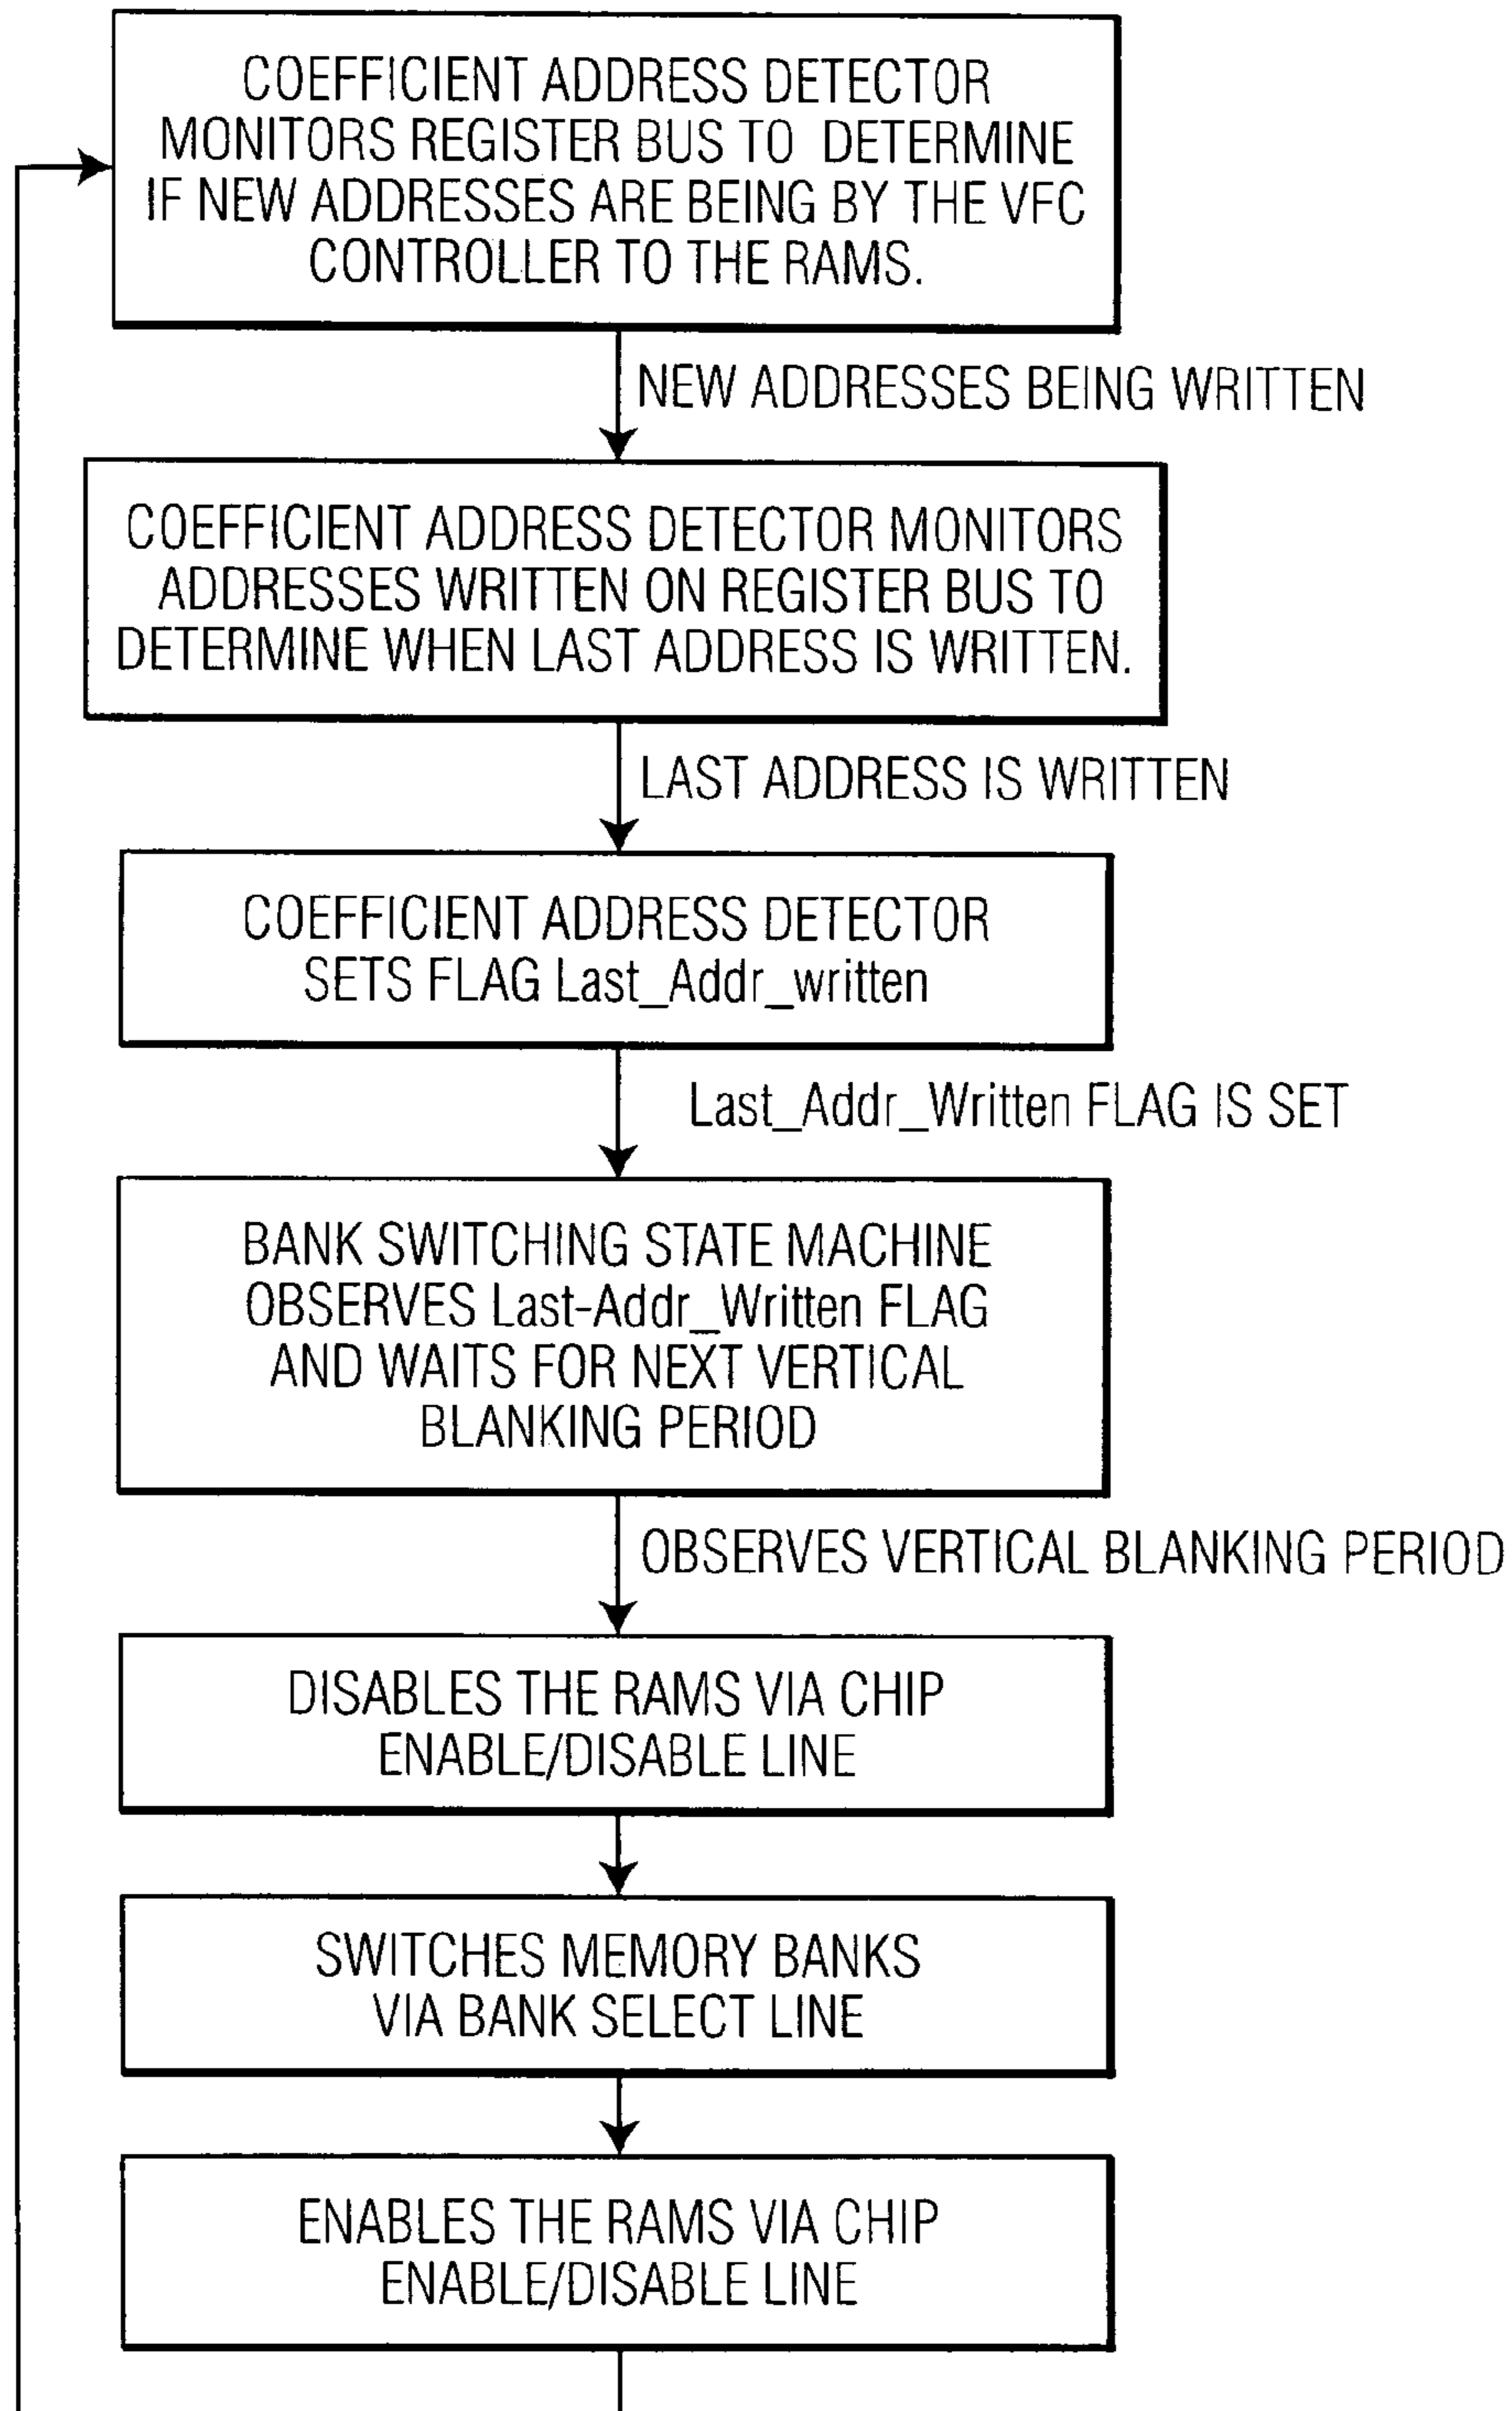 COEFFICIENT ADDRESS DETECTOR
MONITORS REGISTER BUS TO DETERMINE
IF NEW ADDRESSES ARE BEING BY THE VFC
CONTROLLER TO THE RAMS.
NEW ADDRESSES BEING WRITTEN
COEFFICIENT ADDRESS DETECTOR MONITORS
ADDRESSES WRITTEN ON REGISTER BUS TO
DETERMINE WHEN LAST ADDRESS IS WRITTEN.
LAST ADDRESS IS WRITTEN
COEFFICIENT ADDRESS DETECTOR
SETS FLAG Last_Addr_written
Last_Addr_Written FLAG IS SET
BANK SWITCHING STATE MACHINE
OBSERVES Last-Addr_Written FLAG
AND WAITS FOR NEXT VERTICAL
BLANKING PERIOD
OBSERVES VERTICAL BLANKING PERIOD
DISABLES THE RAMS VIA CHIP
ENABLE/DISABLE LINE
SWITCHES MEMORY BANKS
VIA BANK SELECT LINE
ENABLES THE RAMS VIA CHIP
ENABLE/DISABLE LINE